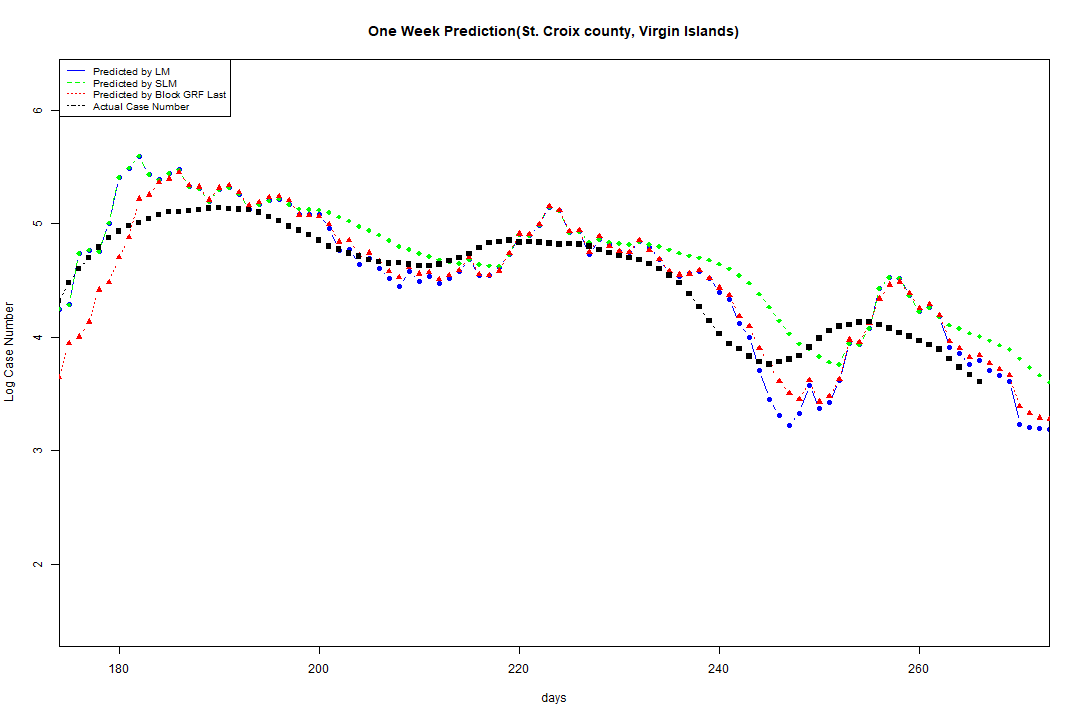 One Week Prediction(St. Croix county, Virgin Islands)
Predicted by LM
Predicted by SLM
Predicted by Block GRF Last
Actual Case Number
6
5
4
3
2
Log Case Number
180 200 220 240 260
days